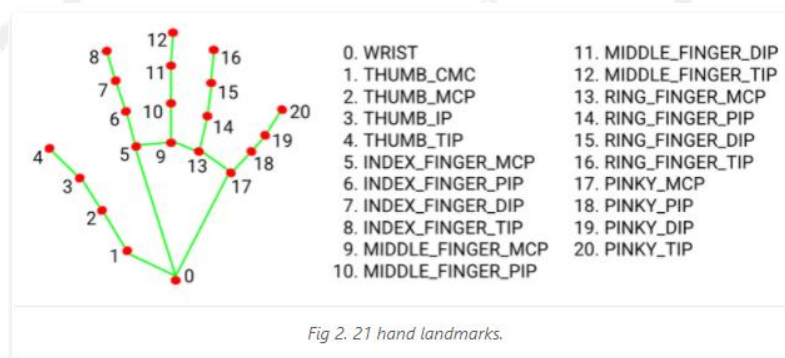 12
8
16
11
7
15
10
6
20
14
19
4
5
9
13
18
3
17
2
1
0
0. WRIST
1. THUMB_CMC
2. THUMB_MCP
3. THUMB_IP
4. THUMB_TIP
5. INDEX_FINGER_MCP
6. INDEX_FINGER_PIP
7. INDEX_FINGER_DIP
8. INDEX_FINGER_TIP
9. MIDDLE_FINGER_MCP
10. MIDDLE_FINGER_PIP
11. MIDDLE_FINGER_DIP
12. MIDDLE_FINGER_TIP
13. RING_FINGER_MCP
14. RING_FINGER_PIP
15. RING_FINGER_DIP
16. RING_FINGER_TIP
17. PINKY_MCP
18. PINKY_PIP
19. PINKY_DIP
20. PINKY_TIP
Fig 2. 21 hand landmarks.